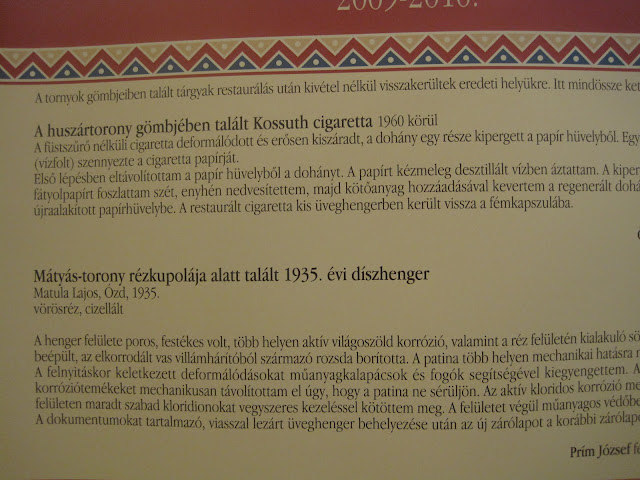 2009-2010.
A tornyok gömbjeiben talált tárgyak restaurálás után kivétel nélkül visszakerültek eredeti helyükre. Itt mindössze ket
A huszártorony gömbjében talált Kossuth cigaretta 1960 körül
A füstszűrő nélküli cigaretta deformálódott és erősen kiszáradt, a dohány egy része kipergett a papír hüvelyből. Egy
(vízfolt) szennyezte a cigaretta papírját.
Első lépésben eltávolítottam a papír hüvelyből a dohányt. A papírt kézmeleg desztillált vízben áztattam. A kiper
fátyolpapírt foszlattam szét, enyhén nedvesítettem, majd kötőanyag hozzáadásával kevertem a regenerált dohá
újraalakított papírhüvelybe. A restaurált cigaretta kis üveghengerben került vissza a fémkapszulába.
Mátyás-torony rézkupolája alatt talált 1935. évi díszhenger
Matula Lajos, Ózd, 1935.
vörösréz, cizellált
A henger felülete poros, festékes volt, több helyen aktív világoszöld korrózió, valamint a réz felületén kialakuló só
beépült, az elkorrodált vas villámhárítóból származó rozsda borította. A patina több helyen mechanikai hatásra
A felnyitáskor keletkezett deformálódásokat műanyagkalapácsok és fogók segítségével kiegyengettem. A
korróziótemékeket mechanikusan távolítottam el úgy, hogy a patina ne sérüljön. Az aktív kloridos korrózió me
felületen maradt szabad kloridionokat vegyszeres kezeléssel kötöttem meg. A felületet végül műanyagos védőbe
A dokumentumokat tartalmazó, viasszal lezárt üveghenger behelyezése után az új zárólapot a korábbi zárólapo
Prím József